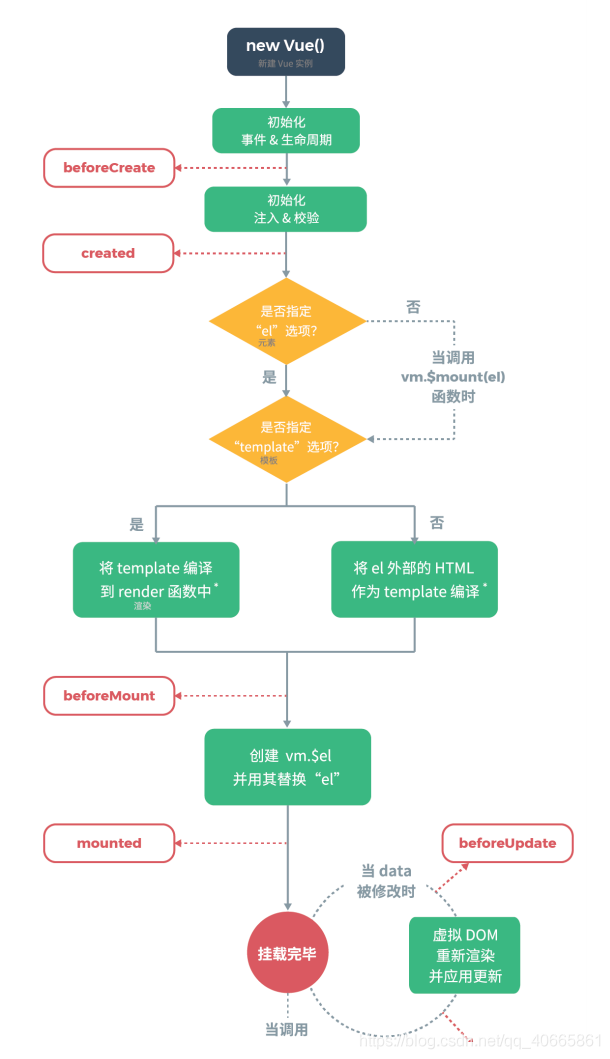 new Vue()
新建 Vue 实例
初始化
事件 & 生命周期
beforeCreate
初始化
注入 & 校验
created
是否指定
“el”选项?
元素
否
当调用
vm.$mount(el)
函数时
是
是否指定
“template”选项?
模板
是
否
将 template 编译
到 render 函数中*
渲染
将 el 外部的 HTML
作为 template 编译*
beforeMount
创建 vm.$el
并用其替换“el”
mounted
beforeUpdate
当 data
被修改时
挂载完毕
虚拟 DOM
重新渲染
并应用更新
当调用
https://blog.csdn.net/qq_40665861